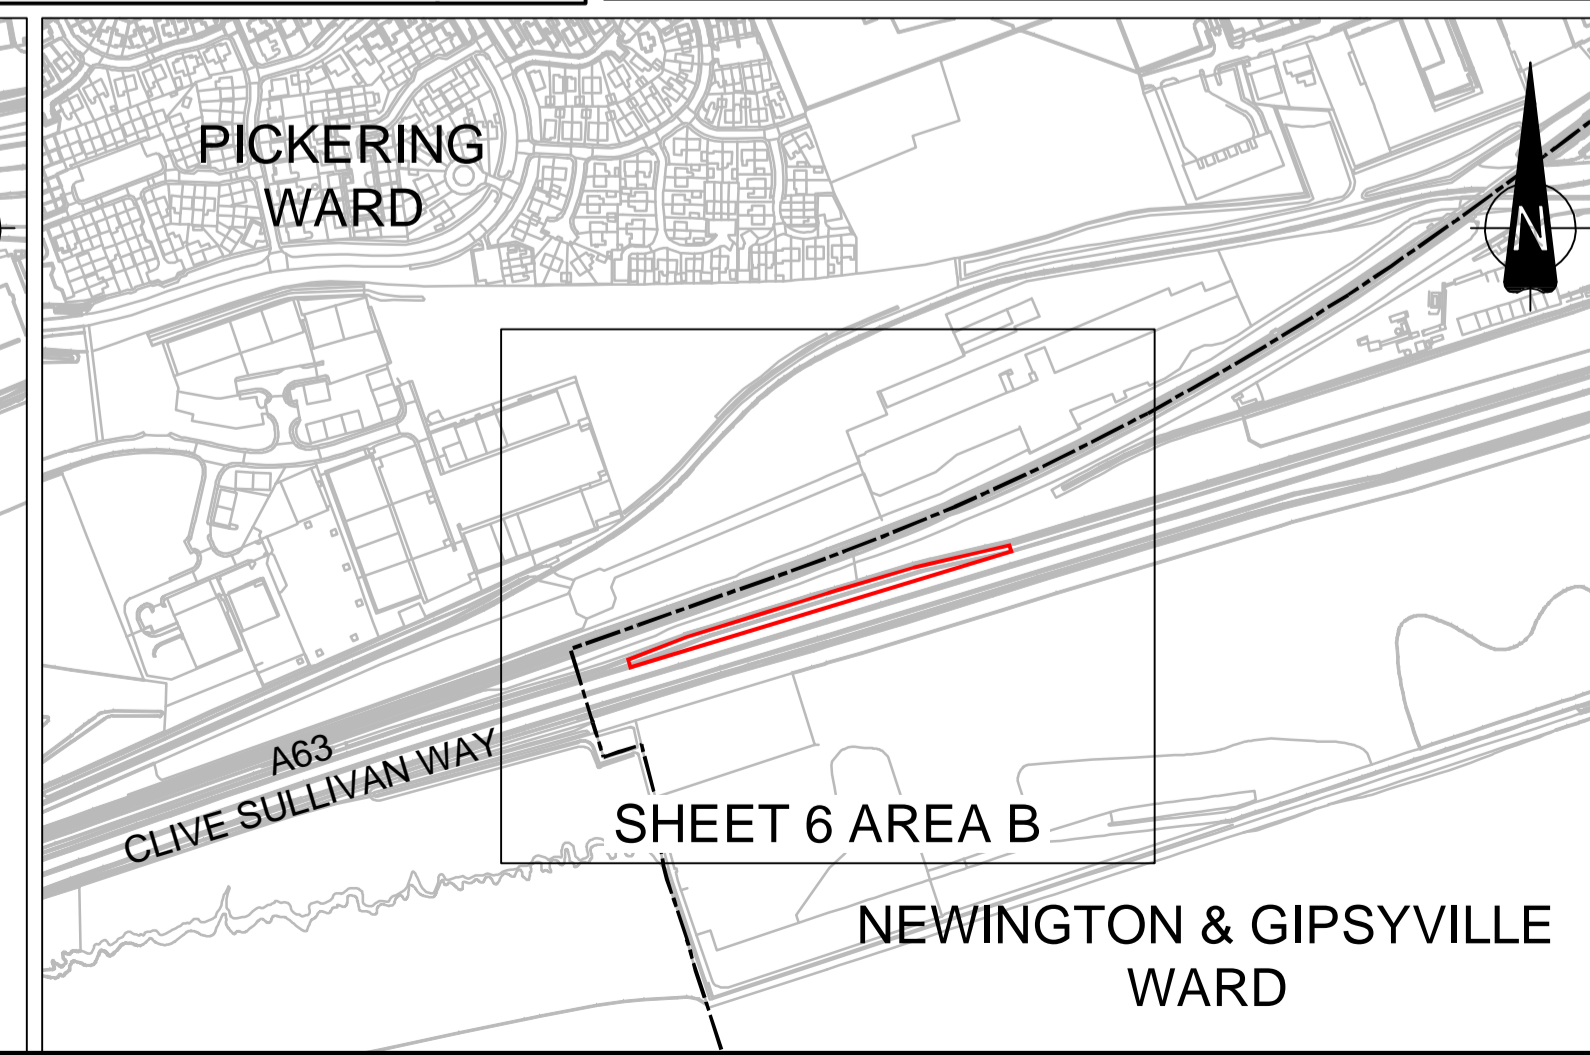 PICKERING
WARD
N
A63
CLIVE SULLIVAN WAY
SHEET 6 AREA B
NEWINGTON & GIPSYVILLE
WARD